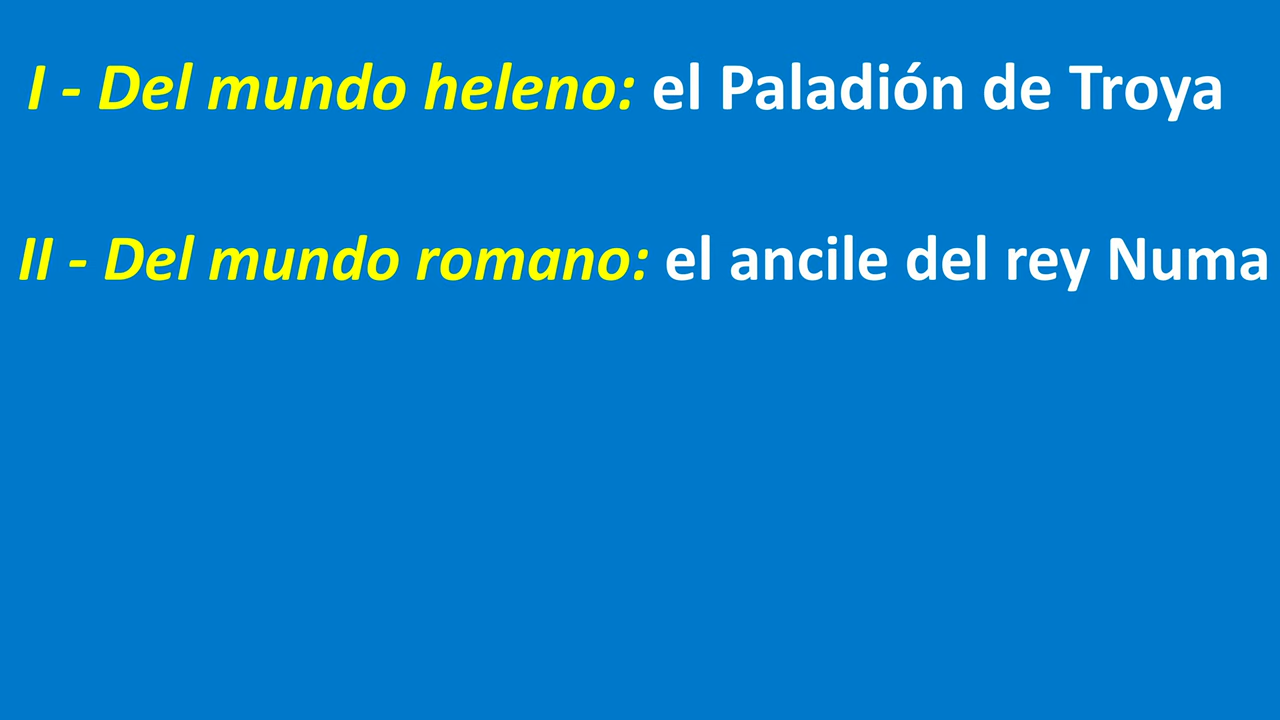 I - Del mundo heleno: el Paladión de Troya
II - Del mundo romano: el ancile del rey Numa